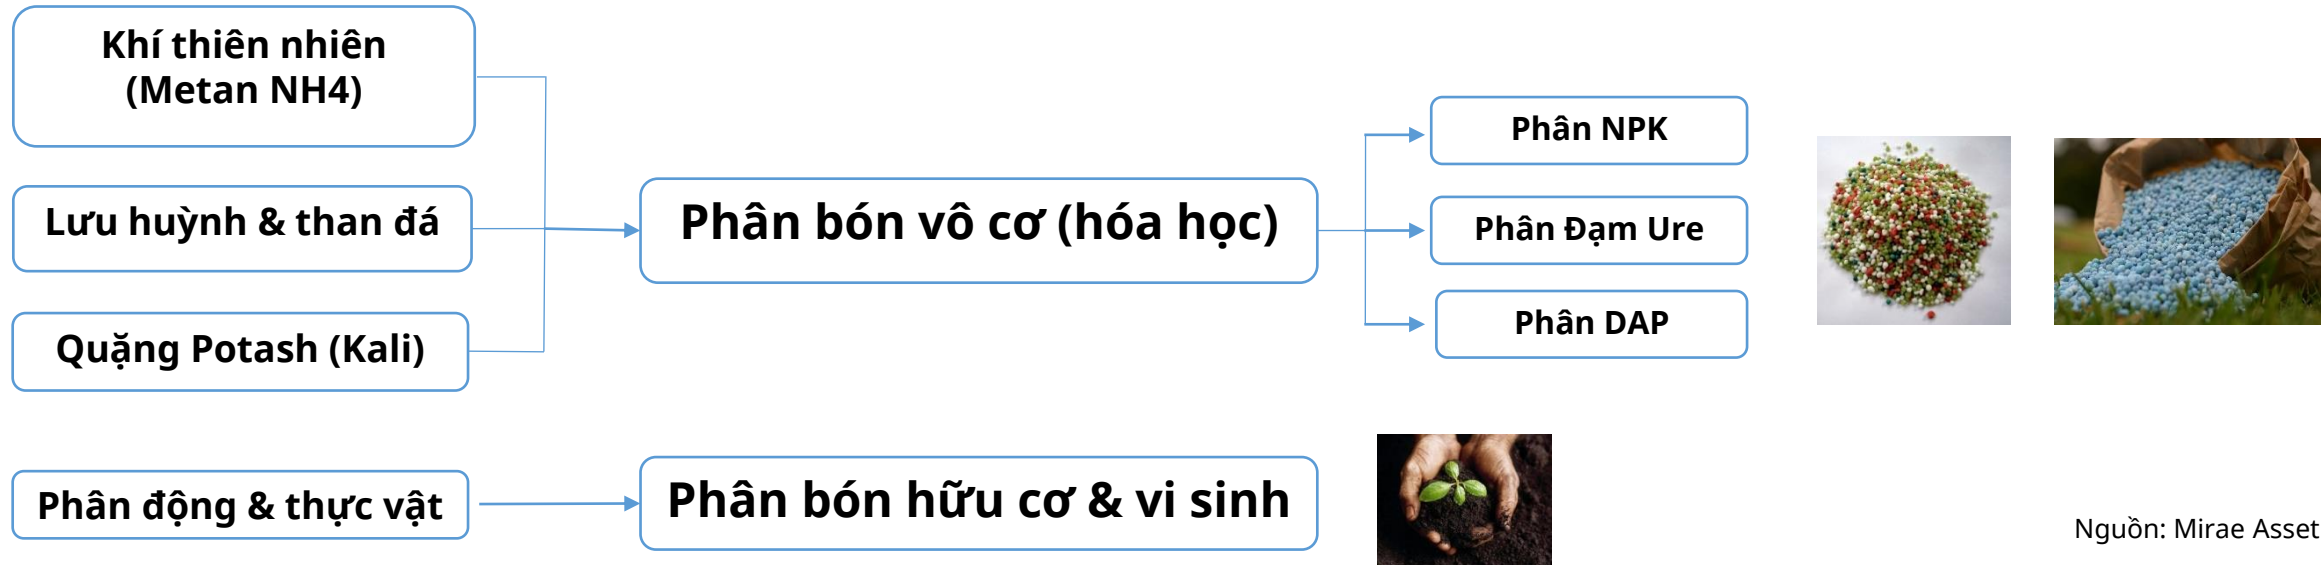 Khí thiên nhiên
(Metan NH4)
Lưu huỳnh & than đá
Quặng Potash (Kali)
Phân bón vô cơ (hóa học)
Phân NPK
Phân Đạm Ure
Phân DAP
Phân động & thực vật
Phân bón hữu cơ & vi sinh
Nguồn: Mirae Asset